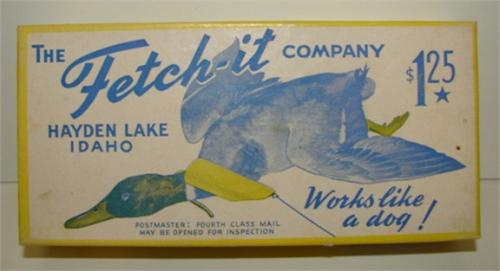 THE Fetch-it COMPANY
HAYDEN LAKE
IDAHO
$1.25
Works like
a dog!
POSTMASTER: FOURTH CLASS MAIL
MAY BE OPENED FOR INSPECTION